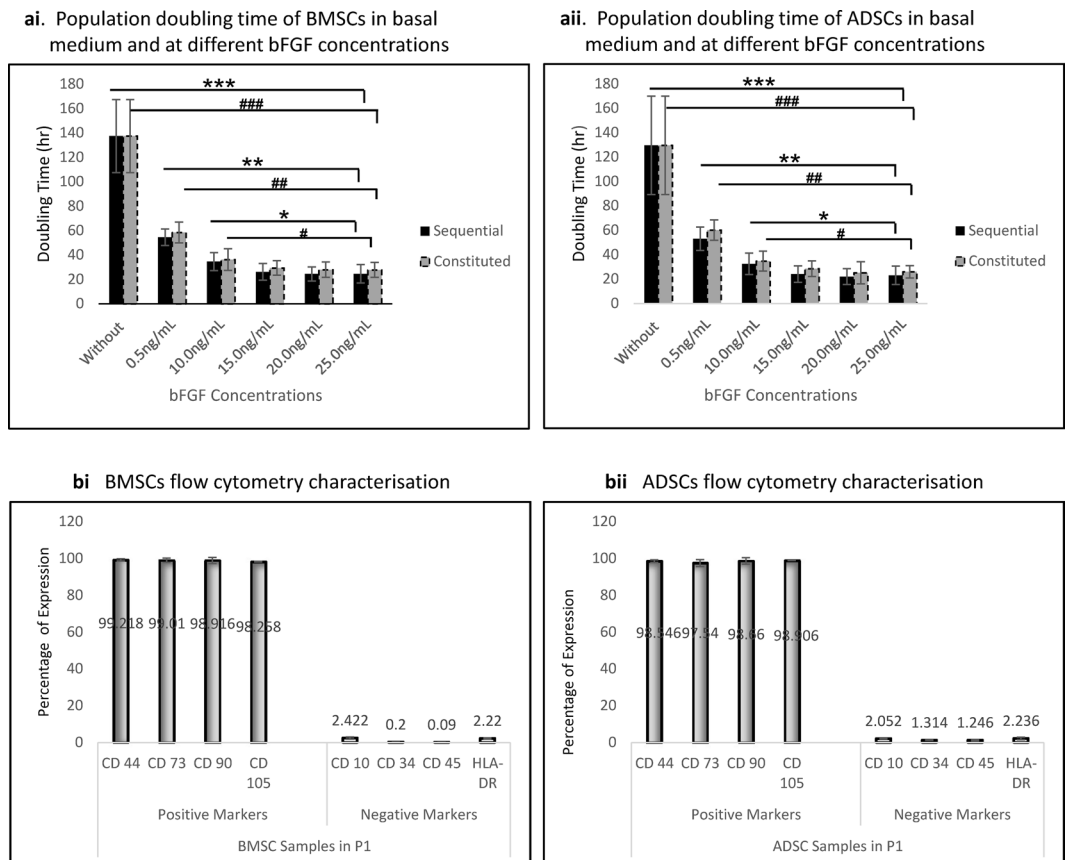 ai. Population doubling time of BMSCs in basal
medium and at different bFGF concentrations
180
160
140
120
100
80
60
40
20
0
Doubling Time (hr)
***
###
**
##
*
#
Sequential
Constituted
Without
0.5ng/mL
10.0ng/mL
15.0ng/mL
20.0ng/mL
25.0ng/mL
bFGF Concentrations
aii. Population doubling time of ADSCs in basal
medium and at different bFGF concentrations
180
160
140
120
100
80
60
40
20
0
Doubling Time (hr)
***
###
**
##
*
#
Sequential
Constituted
Without
0.5ng/mL
10.0ng/mL
15.0ng/mL
20.0ng/mL
25.0ng/mL
bFGF Concentrations
bi BMSCs flow cytometry characterisation
120
100
80
60
40
20
0
Percentage of Expression
99.218 99.01 98.916 98.258
2.422 0.2 0.09 2.22
CD 44 CD 73 CD 90 CD 105 CD 10 CD 34 CD 45 HLA-DR
Positive Markers Negative Markers
BMSC Samples in P1
bii ADSCs flow cytometry characterisation
120
100
80
60
40
20
0
Percentage of Expression
98.546 97.54 98.66 98.906
2.052 1.314 1.246 2.236
CD 44 CD 73 CD 90 CD 105 CD 10 CD 34 CD 45 HLA-DR
Positive Markers Negative Markers
ADSC Samples in P1